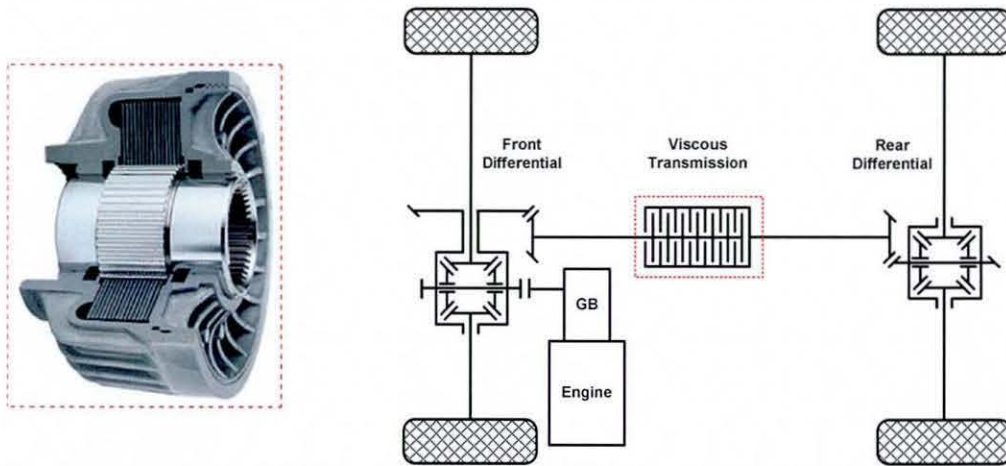 Front
Differential
Viscous
Transmission
Rear
Differential
GB
Engine